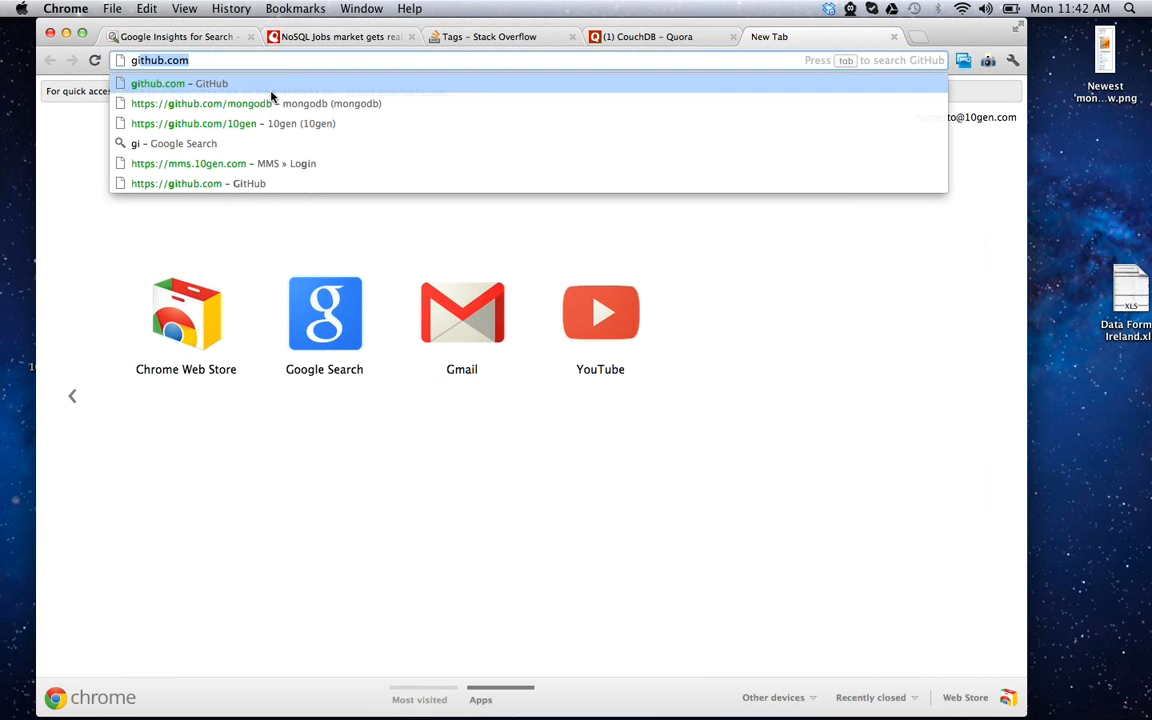 Chrome File Edit View History Bookmarks Window Help Mon 11:42 AM
Google Insights for Search - NoSQL Jobs market gets rea Tags - Stack Overflow (1) CouchDB - Quora New Tab
github.com Press tab to search GitHub
github.com - GitHub
For quick acces
https://github.com/mongodb - mongodb (mongodb)
@10gen.com
https://github.com/10gen - 10gen (10gen)
gi - Google Search
https://mms.10gen.com - MMS » Login
https://github.com - GitHub
Newest
'mon...w.png
XLS
Data Form
Ireland.xl
g
Chrome Web Store Google Search Gmail YouTube
chrome Most visited Apps Other devices Recently closed Web Store